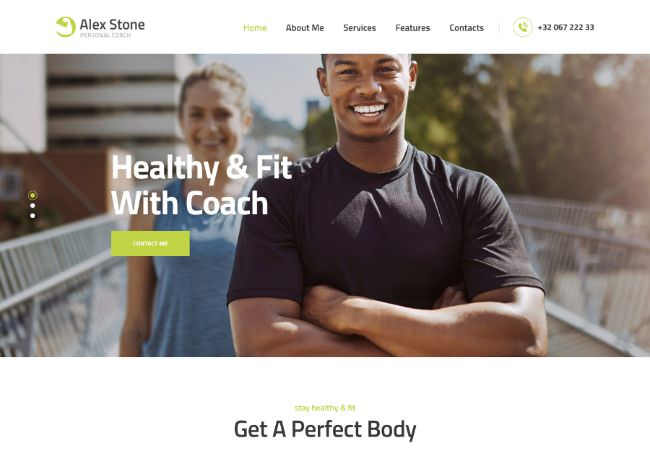 Alex Stone
PERSONAL COACH
Home About Me Services Features Contacts +32 067 222 33
Healthy & Fit
With Coach
CONTACT ME
stay healthy & fit
Get A Perfect Body